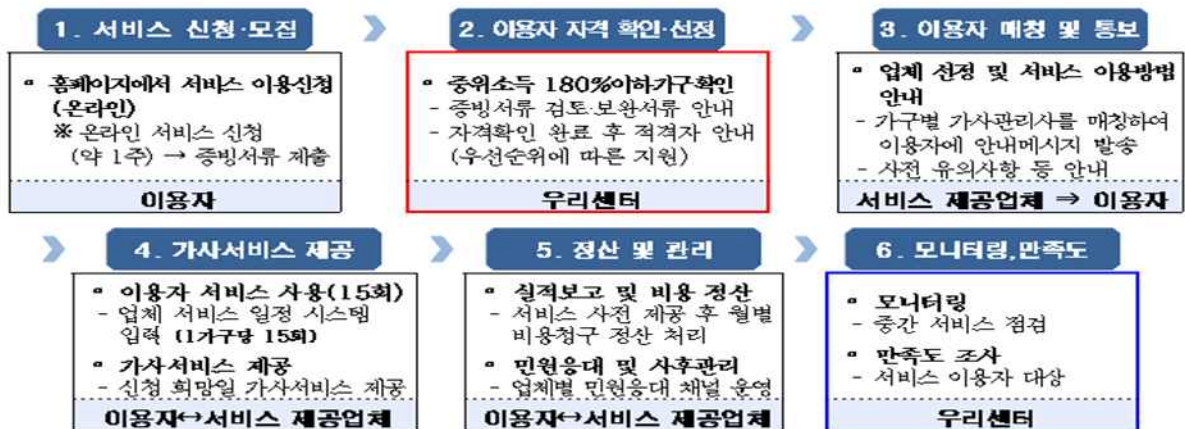 1. 서비스 신청·모집
▫ 홈페이지에서 서비스 이용신청
(온라인)
※ 온라인 서비스 신청
(약 1주) → 증빙서류 제출
이용자
2. 이용자 자격 확인·선정
▫ 중위소득 180%이하가구확인
- 증빙서류 검토·보완서류 안내
- 자격확인 완료 후 적격자 안내
(우선순위에 따른 지원)
우리센터
3. 이용자 매칭 및 통보
▫ 업체 선정 및 서비스 이용방법
안내
- 가구별 가사관리사를 매칭하여
이용자에 안내메시지 발송
- 사전 유의사항 등 안내
서비스 제공업체 ⇒ 이용자
4. 가사서비스 제공
▫ 이용자 서비스 사용(15회)
- 업체 서비스 일정 시스템
입력 (1가구당 15회)
▫ 가사서비스 제공
- 신청 희망일 가사서비스 제공
이용자↔서비스 제공업체
5. 정산 및 관리
▫ 실적보고 및 비용 정산
- 서비스 사전 제공 후 월별
비용청구 정산 처리
▫ 민원응대 및 사후관리
- 업체별 민원응대 채널 운영
이용자↔서비스 제공업체
6. 모니터링,만족도
▫ 모니터링
- 중간 서비스 점검
▫ 만족도 조사
- 서비스 이용자 대상
우리센터